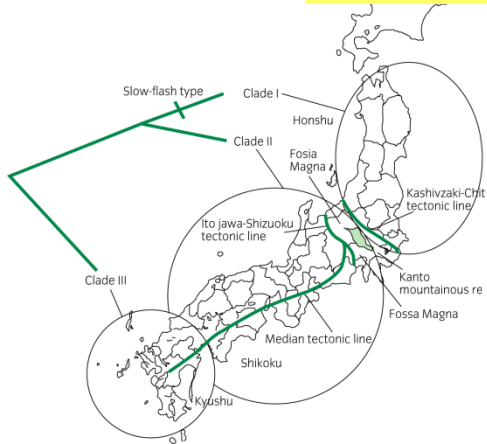 Slow-flash type
Clade I
Honshu
Clade II
Fosia
Magna
Kashivzaki-Chit
tectonic line
Ito jawa-Shizuoku
tectonic line
Clade III
Kanto
mountainous re
Fossa Magna
Median tectonic line
Shikoku
Kyushu